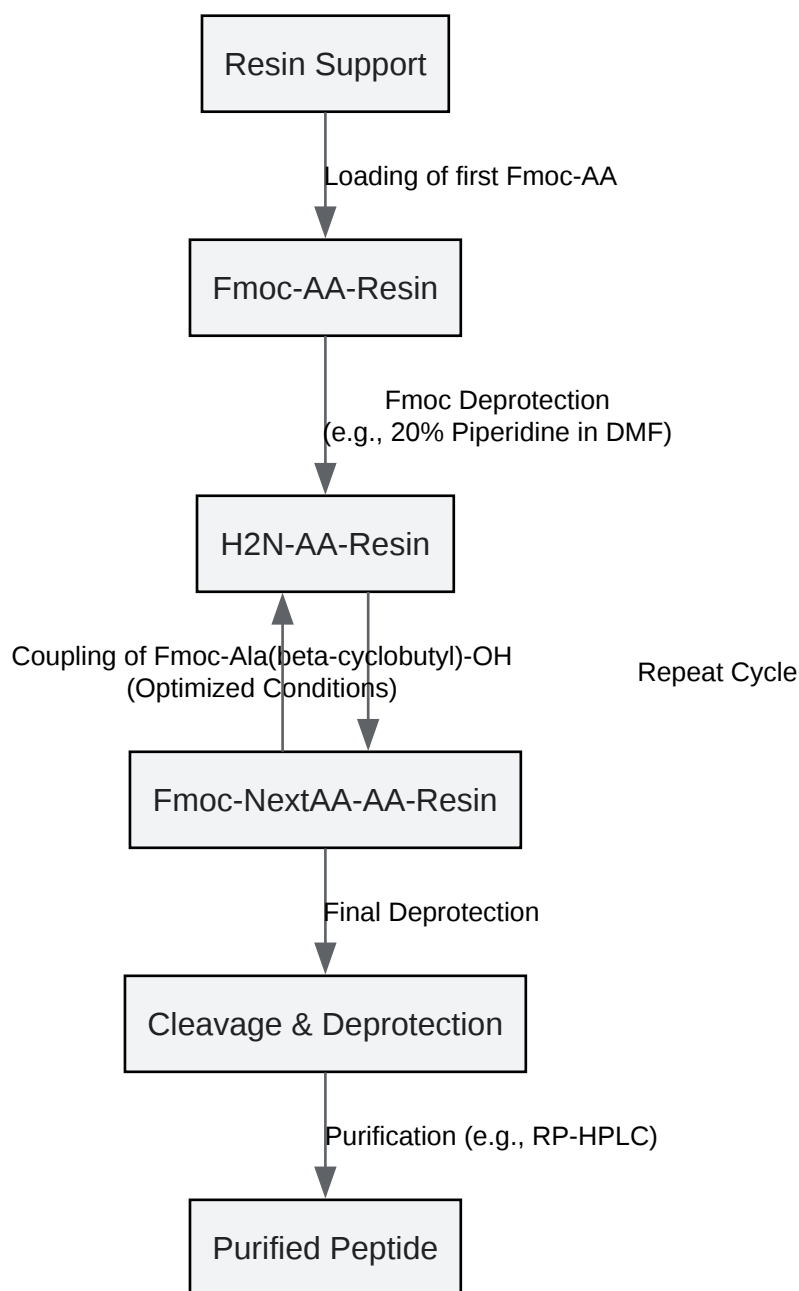 Resin Support
Loading of first Fmoc-AA
Fmoc-AA-Resin
Fmoc Deprotection
(e.g., 20% Piperidine in DMF)
H2N-AA-Resin
Coupling of Fmoc-Ala(beta-cyclobutyl)-OH
(Optimized Conditions)
Repeat Cycle
Fmoc-NextAA-AA-Resin
Final Deprotection
Cleavage & Deprotection
Purification (e.g., RP-HPLC)
Purified Peptide